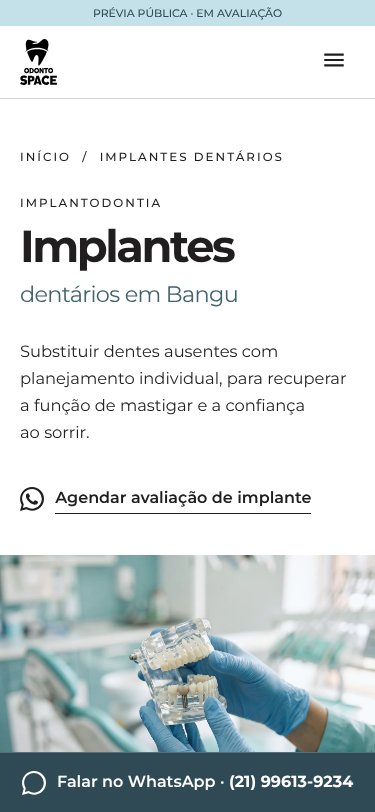 PRÉVIA PÚBLICA · EM AVALIAÇÃO
ODONTO
SPACE
INÍCIO / IMPLANTES DENTÁRIOS
IMPLANTODONTIA
Implantes
dentários em Bangu
Substituir dentes ausentes com
planejamento individual, para recuperar
a função de mastigar e a confiança
ao sorrir.
Agendar avaliação de implante
Falar no WhatsApp · (21) 99613-9234